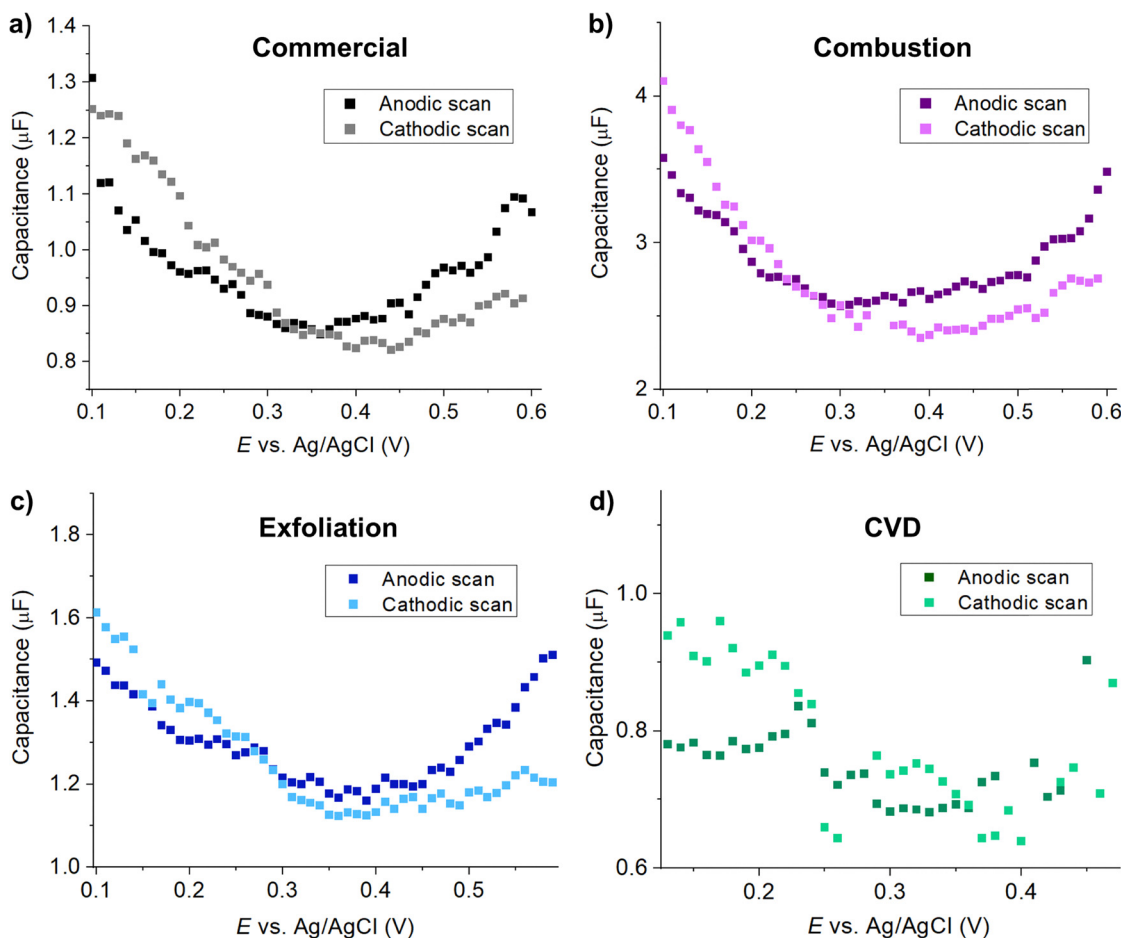 a)
Commercial
Anodic scan
Cathodic scan
Capacitance (μF)
1.4
1.3
1.2
1.1
1.0
0.9
0.8
0.1 0.2 0.3 0.4 0.5 0.6
E vs. Ag/AgCl (V)
b)
Combustion
Anodic scan
Cathodic scan
Capacitance (μF)
4
3
2
0.1 0.2 0.3 0.4 0.5 0.6
E vs. Ag/AgCl (V)
c)
Exfoliation
Anodic scan
Cathodic scan
Capacitance (μF)
1.8
1.6
1.4
1.2
1.0
0.1 0.2 0.3 0.4 0.5
E vs. Ag/AgCl (V)
d)
CVD
Anodic scan
Cathodic scan
Capacitance (μF)
1.0
0.8
0.6
0.2 0.3 0.4
E vs. Ag/AgCl (V)